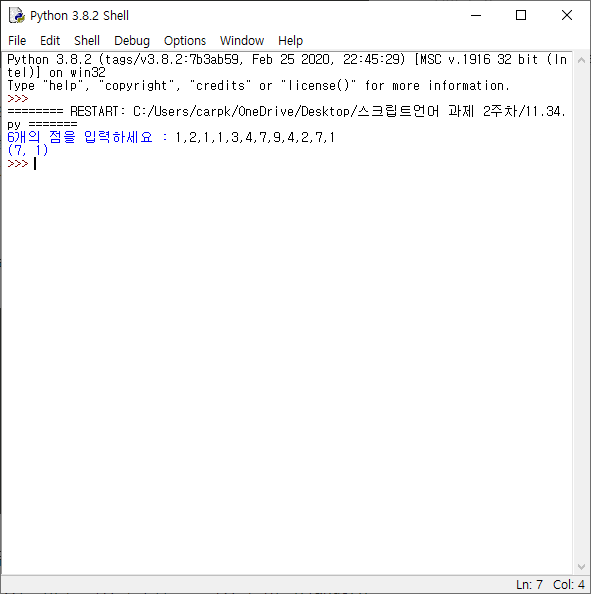 Python 3.8.2 Shell
File Edit Shell Debug Options Window Help
Python 3.8.2 (tags/v3.8.2:7b3ab59, Feb 25 2020, 22:45:29) [MSC v.1916 32 bit (In
tel)] on win32
Type "help", "copyright", "credits" or "license()" for more information.
>>>
======== RESTART: C:/Users/carpk/OneDrive/Desktop/스크립트언어 과제 2주차/11.34.
py =======
6개의 점을 입력하세요 : 1,2,1,1,3,4,7,9,4,2,7,1
(7, 1)
>>>
Ln: 7 Col: 4